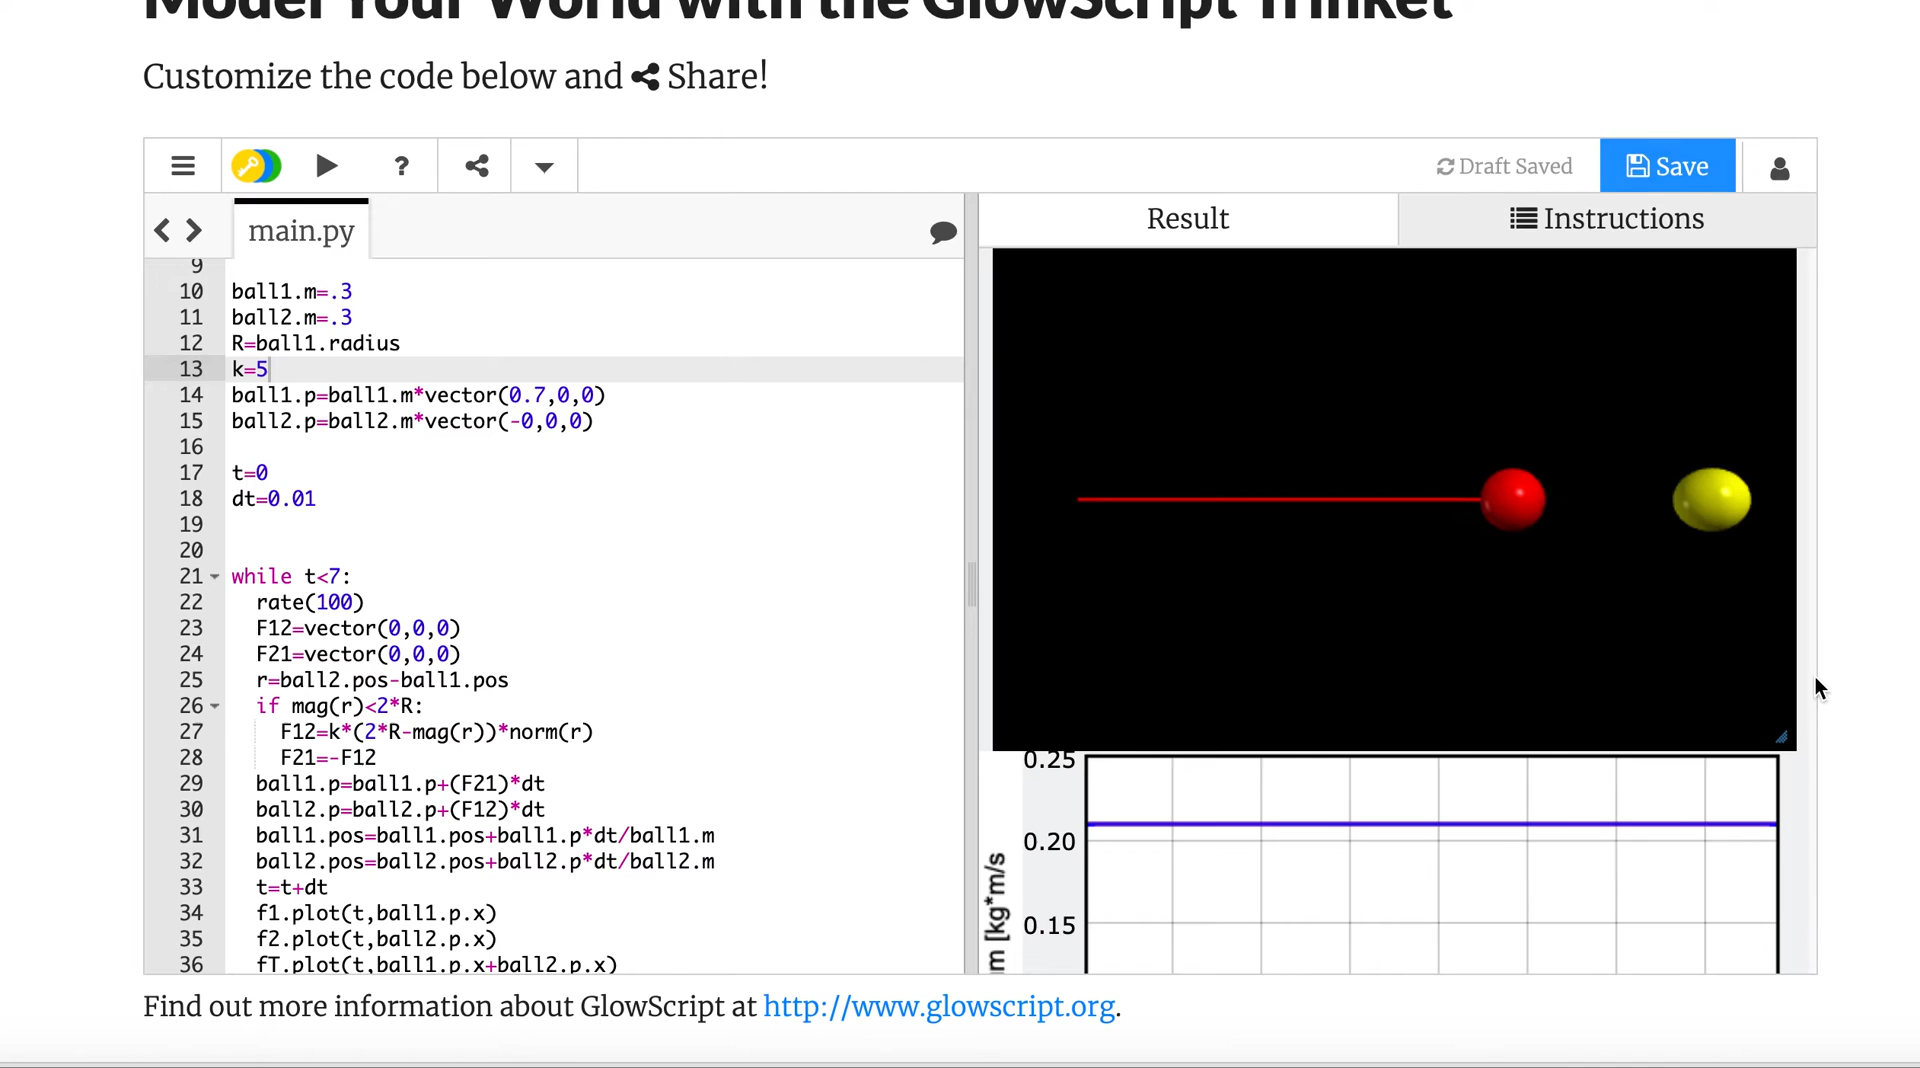 Model Your World with the GlowScript Trinket
Customize the code below and Share!
?
Draft Saved
Save
main.py
Result
Instructions
9
10 ball1.m=.3
11 ball2.m=.3
12 R=ball1.radius
13 k=5
14 ball1.p=ball1.m*vector(0.7,0,0)
15 ball2.p=ball2.m*vector(-0,0,0)
16
17 t=0
18 dt=0.01
19
20
21 while t<7:
22 rate(100)
23 F12=vector(0,0,0)
24 F21=vector(0,0,0)
25 r=ball2.pos-ball1.pos
26 if mag(r)<2*R:
27 F12=k*(2*R-mag(r))*norm(r)
28 F21=-F12
29 ball1.p=ball1.p+(F21)*dt
30 ball2.p=ball2.p+(F12)*dt
31 ball1.pos=ball1.pos+ball1.p*dt/ball1.m
32 ball2.pos=ball2.pos+ball2.p*dt/ball2.m
33 t=t+dt
34 f1.plot(t,ball1.p.x)
35 f2.plot(t,ball2.p.x)
36 fT.plot(t,ball1.p.x+ball2.p.x)
0.25
0.20
0.15
[kg*m/s
Find out more information about GlowScript at http://www.glowscript.org.